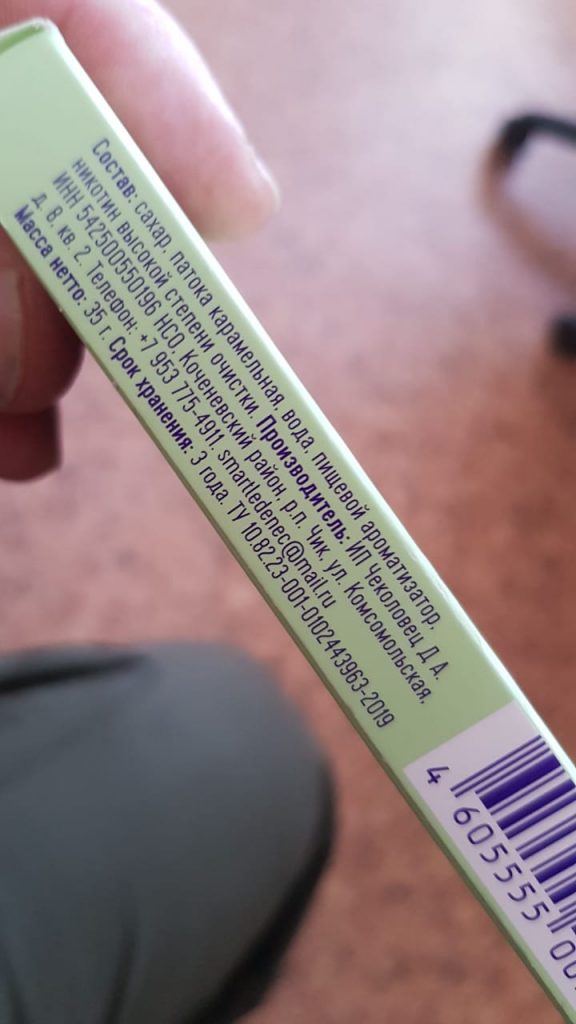 Состав: сахар, патока карамельная, вода, пищевой ароматизатор,
никотин высокой степени очистки. Производитель: ИП Чеколовец Д. А.
ИНН 542500550196 НСО, Коченевский район, р.п. Чик, ул. Комсомольская,
д. 8, кв. 2. Телефон: +7 953 775-4911. smartledenec@mail.ru
Масса нетто: 35 г. Срок хранения: 3 года. ТУ 10.82.23-001-0102443963-2019
4 605555 00